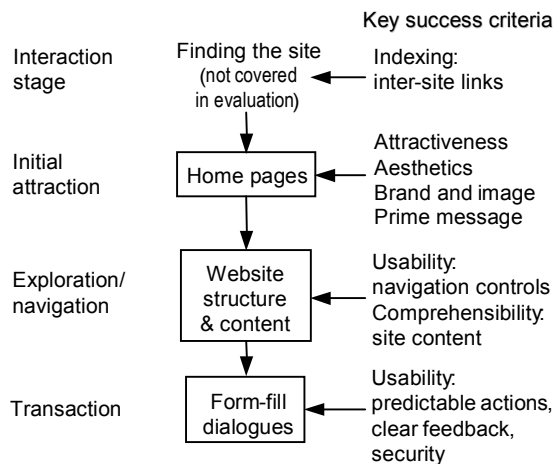 Key success criteria
Interaction
stage
Finding the site
(not covered
in evaluation)
Indexing:
inter-site links
Initial
attraction
Home pages
Attractiveness
Aesthetics
Brand and image
Prime message
Exploration/
navigation
Website
structure
& content
Usability:
navigation controls
Comprehensibility:
site content
Transaction
Form-fill
dialogues
Usability:
predictable actions,
clear feedback,
security